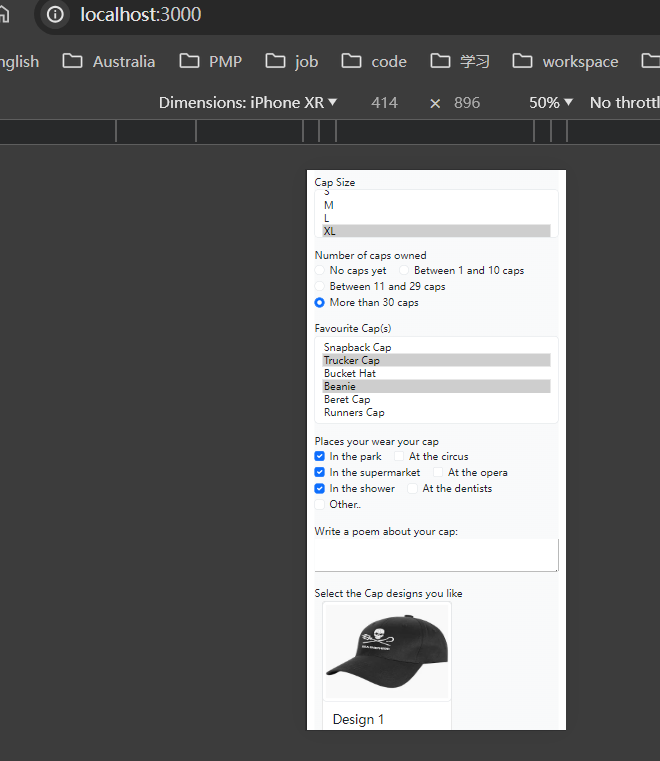 localhost:3000
nglish Australia PMP job code 学习 workspace
Dimensions: iPhone XR ▼ 414 × 896 50% ▼ No throttl
Cap Size
S
M
L
XL
Number of caps owned
No caps yet Between 1 and 10 caps
Between 11 and 29 caps
More than 30 caps
Favourite Cap(s)
Snapback Cap
Trucker Cap
Bucket Hat
Beanie
Beret Cap
Runners Cap
Places your wear your cap
In the park At the circus
In the supermarket At the opera
In the shower At the dentists
Other..
Write a poem about your cap:
Select the Cap designs you like
Design 1